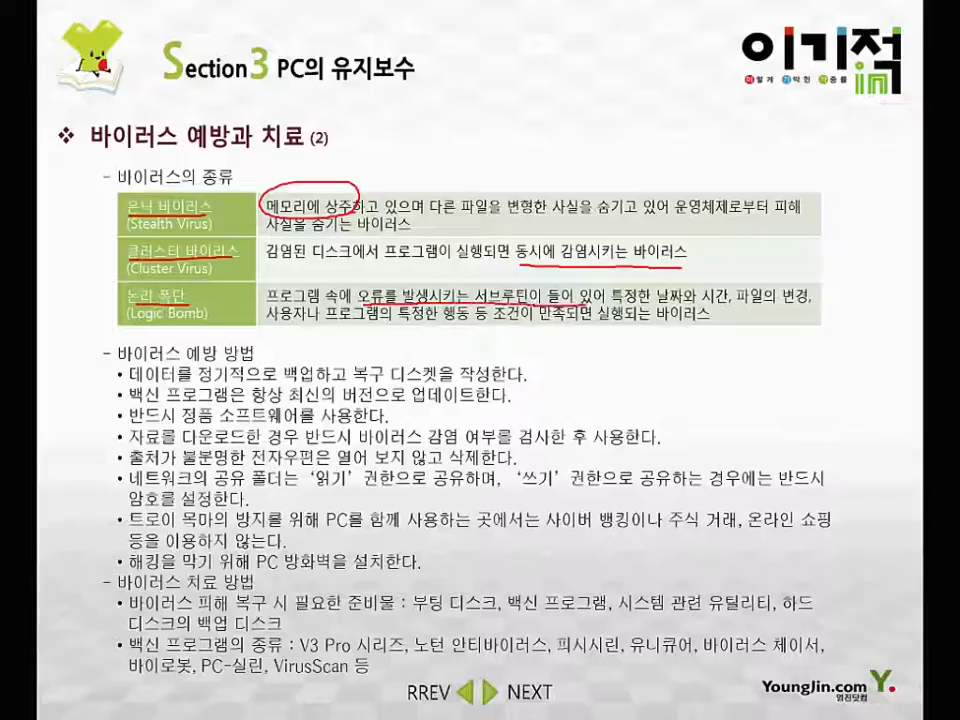 Section3 PC의 유지보수
이기적in
이렇게 기막힌 적중률
❖ 바이러스 예방과 치료 (2)
- 바이러스의 종류
은닉 바이러스
(Stealth Virus)
메모리에 상주하고 있으며 다른 파일을 변형한 사실을 숨기고 있어 운영체제로부터 피해
사실을 숨기는 바이러스
클러스터 바이러스
(Cluster Virus)
감염된 디스크에서 프로그램이 실행되면 동시에 감염시키는 바이러스
논리 폭탄
(Logic Bomb)
프로그램 속에 오류를 발생시키는 서브루틴이 들어 있어 특정한 날짜와 시간, 파일의 변경,
사용자나 프로그램의 특정한 행동 등 조건이 만족되면 실행되는 바이러스
- 바이러스 예방 방법
• 데이터를 정기적으로 백업하고 복구 디스켓을 작성한다.
• 백신 프로그램은 항상 최신의 버전으로 업데이트한다.
• 반드시 정품 소프트웨어를 사용한다.
• 자료를 다운로드한 경우 반드시 바이러스 감염 여부를 검사한 후 사용한다.
• 출처가 불분명한 전자우편은 열어 보지 않고 삭제한다.
• 네트워크의 공유 폴더는 ‘읽기’ 권한으로 공유하며, ‘쓰기’ 권한으로 공유하는 경우에는 반드시
암호를 설정한다.
• 트로이 목마의 방지를 위해 PC를 함께 사용하는 곳에서는 사이버 뱅킹이나 주식 거래, 온라인 쇼핑
등을 이용하지 않는다.
• 해킹을 막기 위해 PC 방화벽을 설치한다.
- 바이러스 치료 방법
• 바이러스 피해 복구 시 필요한 준비물 : 부팅 디스크, 백신 프로그램, 시스템 관련 유틸리티, 하드
디스크의 백업 디스크
• 백신 프로그램의 종류 : V3 Pro 시리즈, 노턴 안티바이러스, 피시시린, 유니큐어, 바이러스 체이서,
바이로봇, PC-실린, VirusScan 등
RREV NEXT
YoungJin.com Y.
영진닷컴